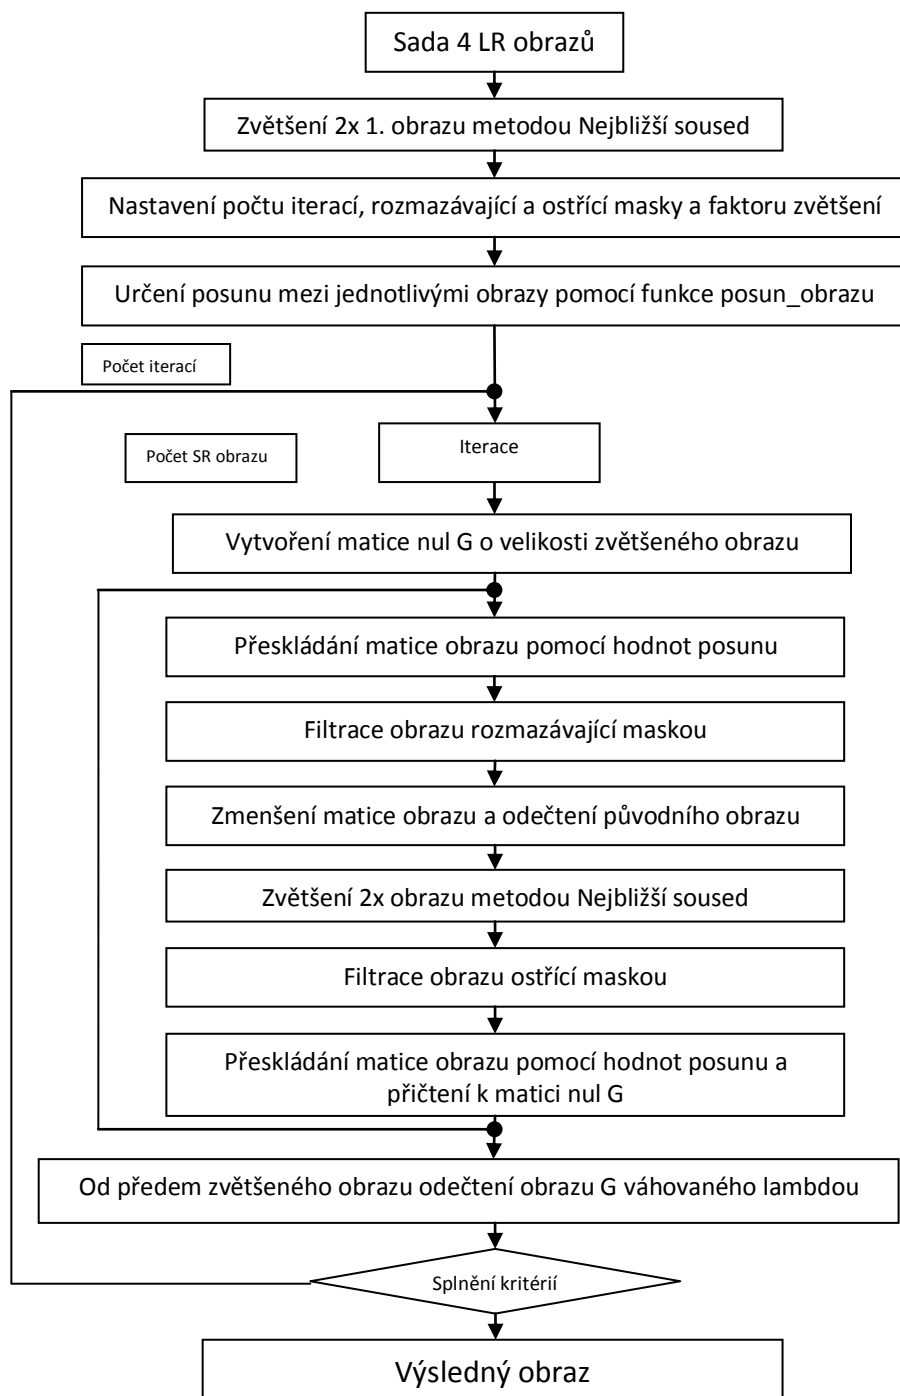 Sada 4 LR obrazů
Zvětšení 2x 1. obrazu metodou Nejbližší soused
Nastavení počtu iterací, rozmazávající a ostřící masky a faktoru zvětšení
Určení posunu mezi jednotlivými obrazy pomocí funkce posun_obrazu
Počet iterací
Iterace
Počet SR obrazu
Vytvoření matice nul G o velikosti zvětšeného obrazu
Přeskládání matice obrazu pomocí hodnot posunu
Filtrace obrazu rozmazávající maskou
Zmenšení matice obrazu a odečtení původního obrazu
Zvětšení 2x obrazu metodou Nejbližší soused
Filtrace obrazu ostřící maskou
Přeskládání matice obrazu pomocí hodnot posunu a
přičtení k matici nul G
Od předem zvětšeného obrazu odečtení obrazu G váhovaného lambdou
Splnění kritérií
Výsledný obraz